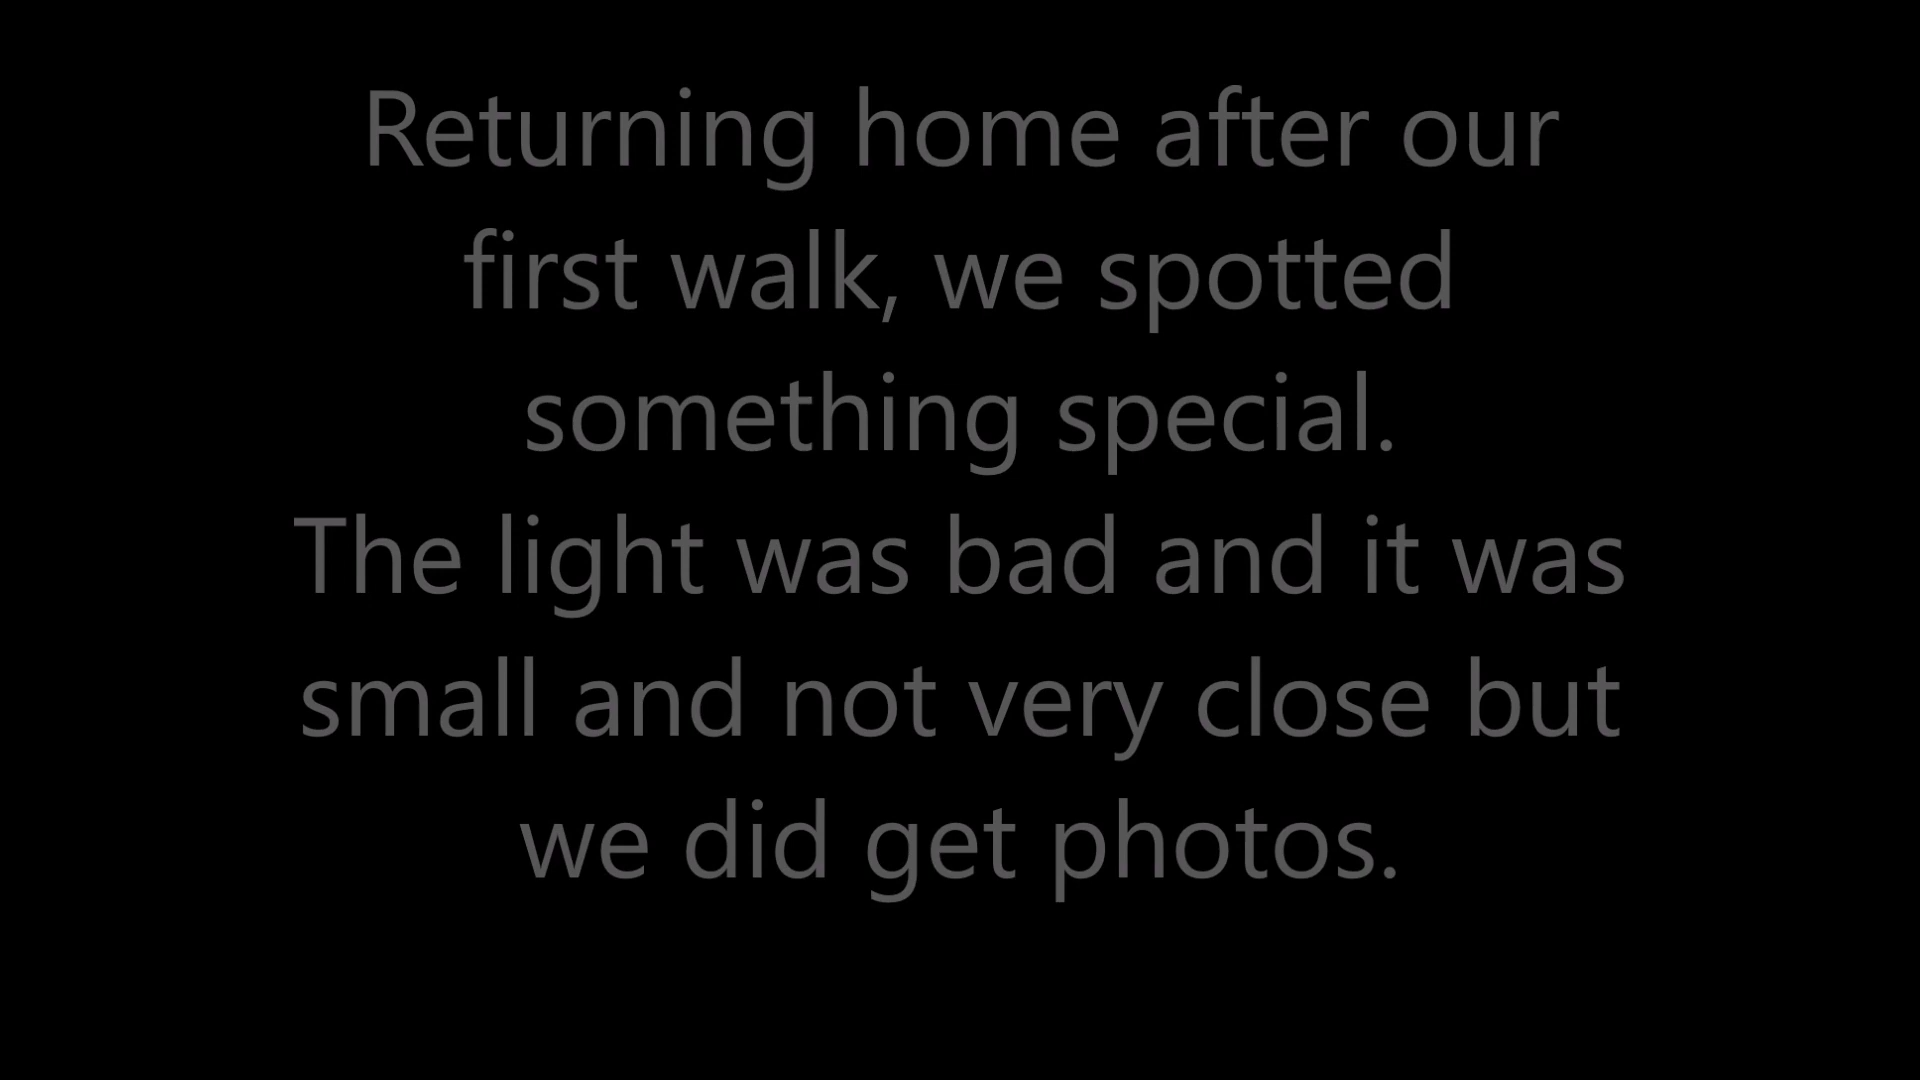 Returning home after our
first walk, we spotted
something special.
The light was bad and it was
small and not very close but
we did get photos.